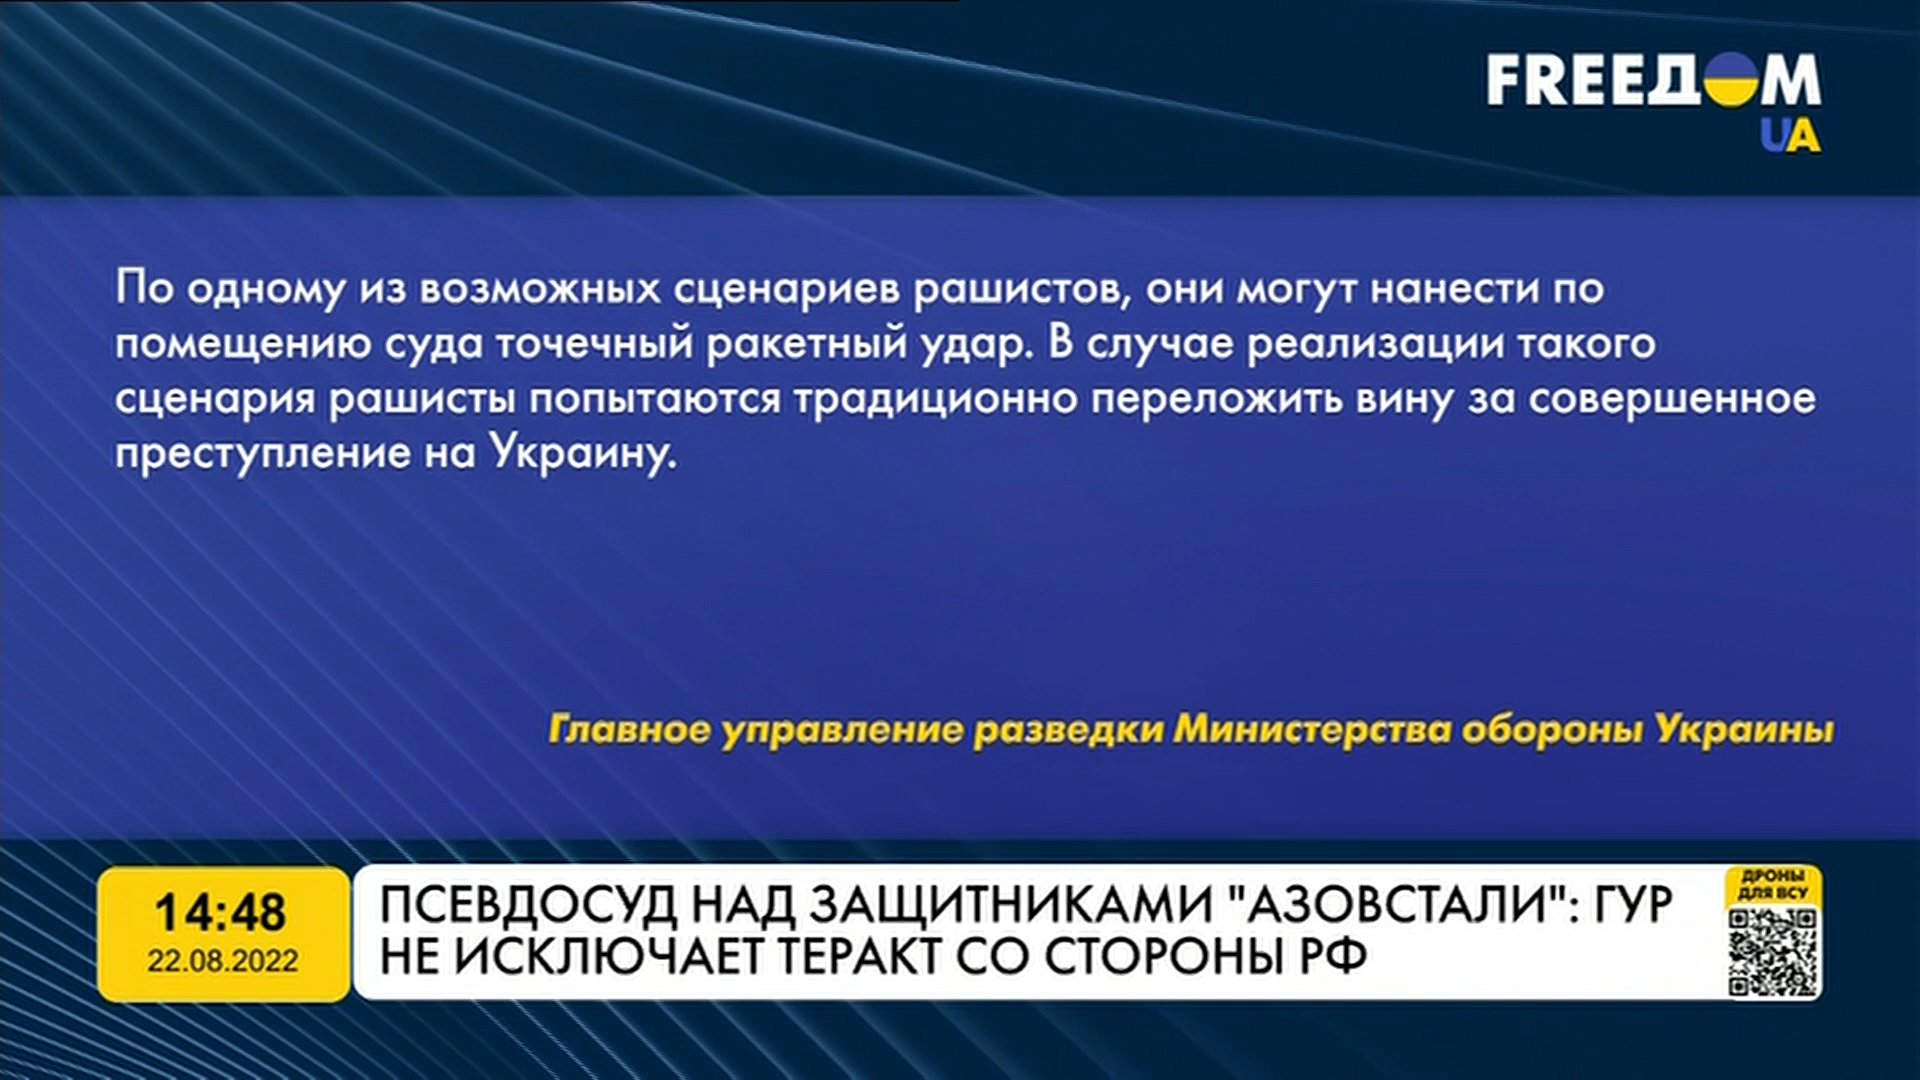 FREEДOM
UA
По одному из возможных сценариев рашистов, они могут нанести по
помещению суда точечный ракетный удар. В случае реализации такого
сценария рашисты попытаются традиционно переложить вину за совершенное
преступление на Украину.
Главное управление разведки Министерства обороны Украины
14:48
22.08.2022
ПСЕВДОСУД НАД ЗАЩИТНИКАМИ "АЗОВСТАЛИ": ГУР
НЕ ИСКЛЮЧАЕТ ТЕРАКТ СО СТОРОНЫ РФ
ДРОНЫ
ДЛЯ ВСУ